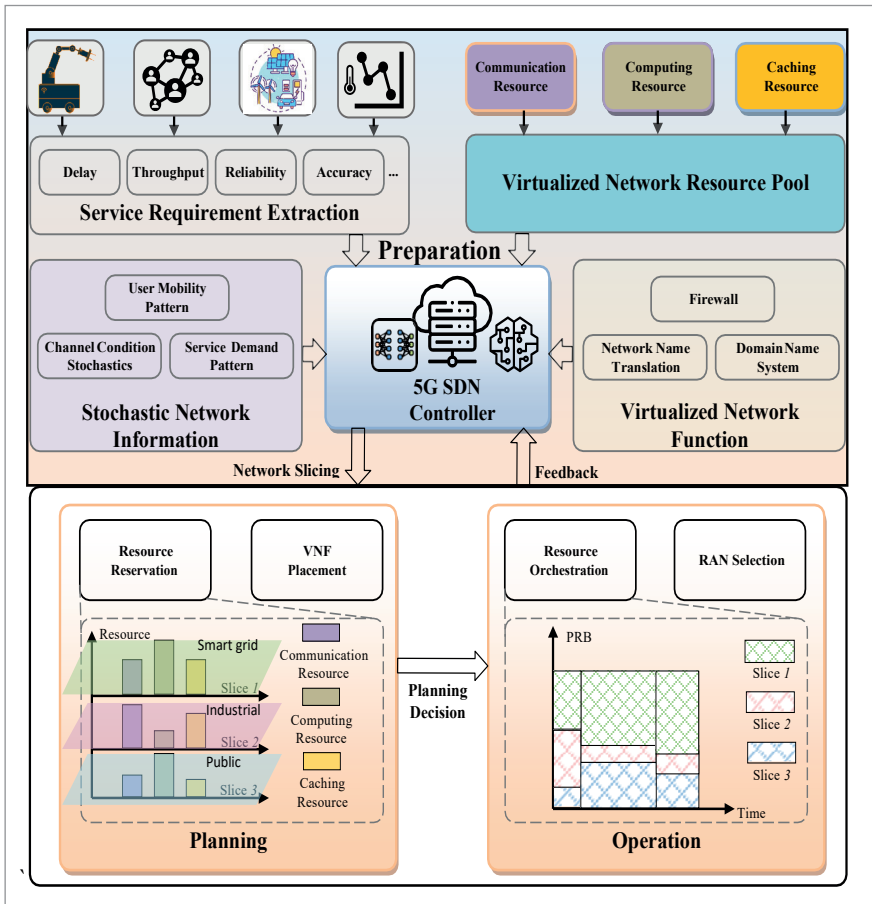 Communication
Resource
Computing
Resource
Caching
Resource
Delay
Throughput
Reliability
Accuracy
...
Service Requirement Extraction
Virtualized Network Resource Pool
Preparation
User Mobility
Pattern
Channel Condition
Stochastics
Service Demand
Pattern
Stochastic Network
Information
5G SDN
Controller
Firewall
Network Name
Translation
Domain Name
System
Virtualized Network
Function
Network Slicing
Feedback
Resource
Reservation
VNF
Placement
Resource
Smart grid
Slice 1
Industrial
Slice 2
Public
Slice 3
Communication
Resource
Computing
Resource
Caching
Resource
Planning
Planning
Decision
Resource
Orchestration
RAN Selection
PRB
Time
Slice 1
Slice 2
Slice 3
Operation
`